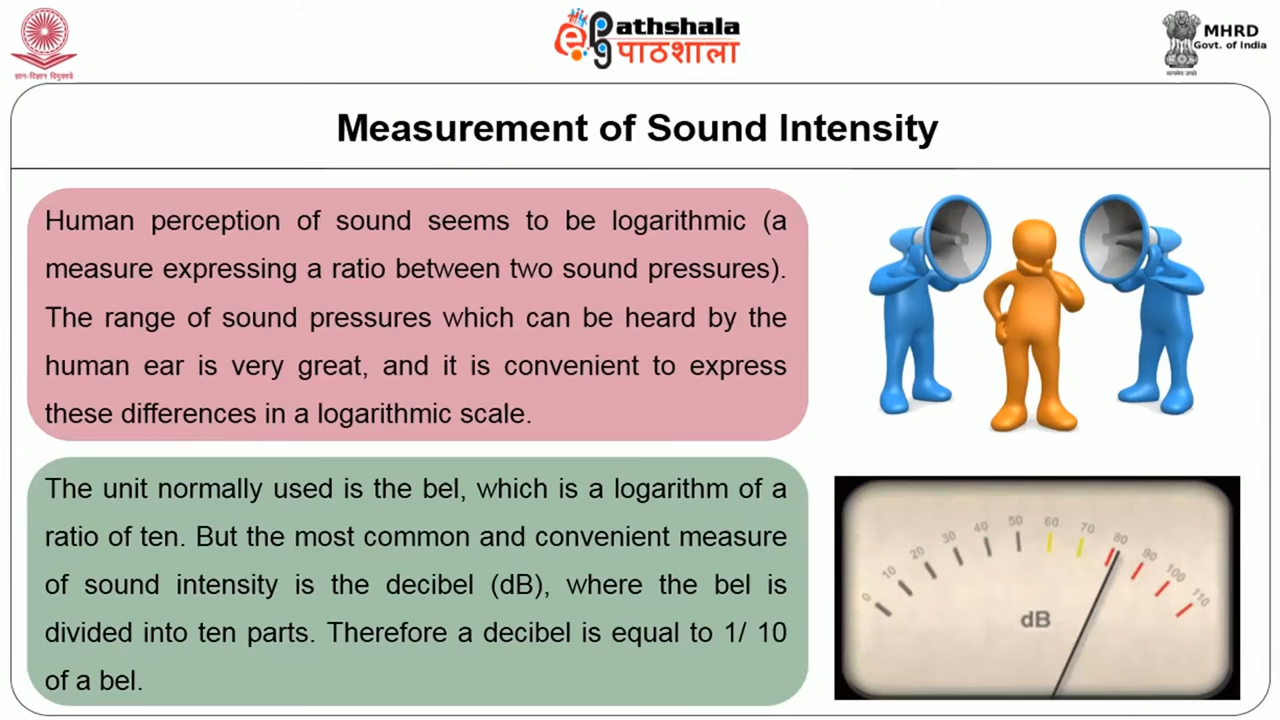 ज्ञान-विज्ञान विमुक्तये
ePathshala
पाठशाला
MHRD
Govt. of India
सत्यमेव जयते
Measurement of Sound Intensity
Human perception of sound seems to be logarithmic (a
measure expressing a ratio between two sound pressures).
The range of sound pressures which can be heard by the
human ear is very great, and it is convenient to express
these differences in a logarithmic scale.
The unit normally used is the bel, which is a logarithm of a
ratio of ten. But the most common and convenient measure
of sound intensity is the decibel (dB), where the bel is
divided into ten parts. Therefore a decibel is equal to 1/ 10
of a bel.
0 10 20 30 40 50 60 70 80 90 100 110
dB